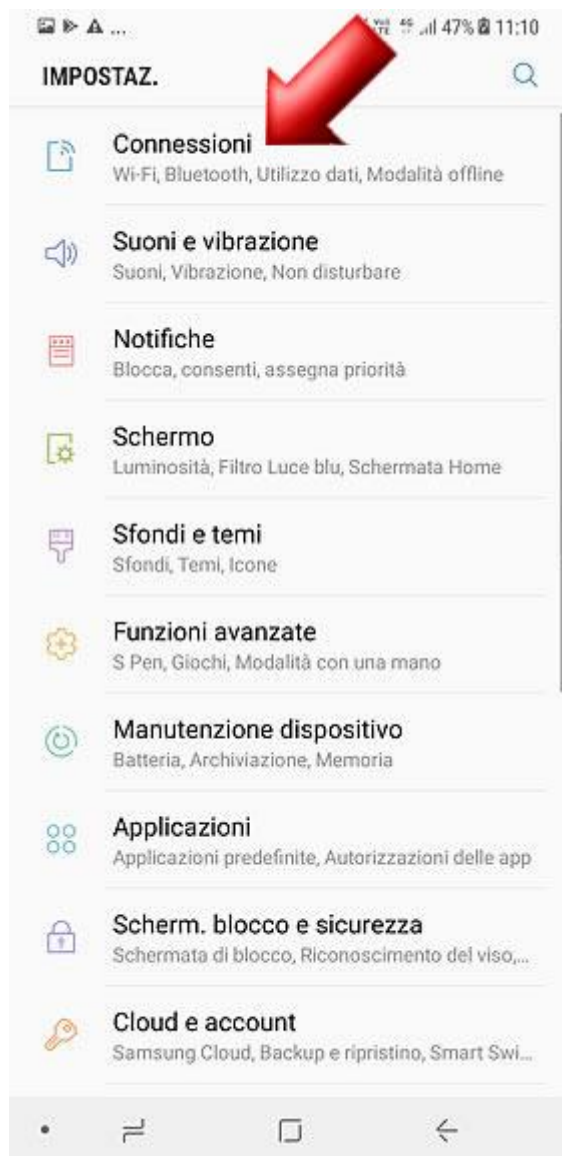 ... VoLTE 4G 47% 11:10
IMPOSTAZ.
Connessioni
Wi-Fi, Bluetooth, Utilizzo dati, Modalità offline
Suoni e vibrazione
Suoni, Vibrazione, Non disturbare
Notifiche
Blocca, consenti, assegna priorità
Schermo
Luminosità, Filtro Luce blu, Schermata Home
Sfondi e temi
Sfondi, Temi, Icone
Funzioni avanzate
S Pen, Giochi, Modalità con una mano
Manutenzione dispositivo
Batteria, Archiviazione, Memoria
Applicazioni
Applicazioni predefinite, Autorizzazioni delle app
Scherm. blocco e sicurezza
Schermata di blocco, Riconoscimento del viso,...
Cloud e account
Samsung Cloud, Backup e ripristino, Smart Swi...